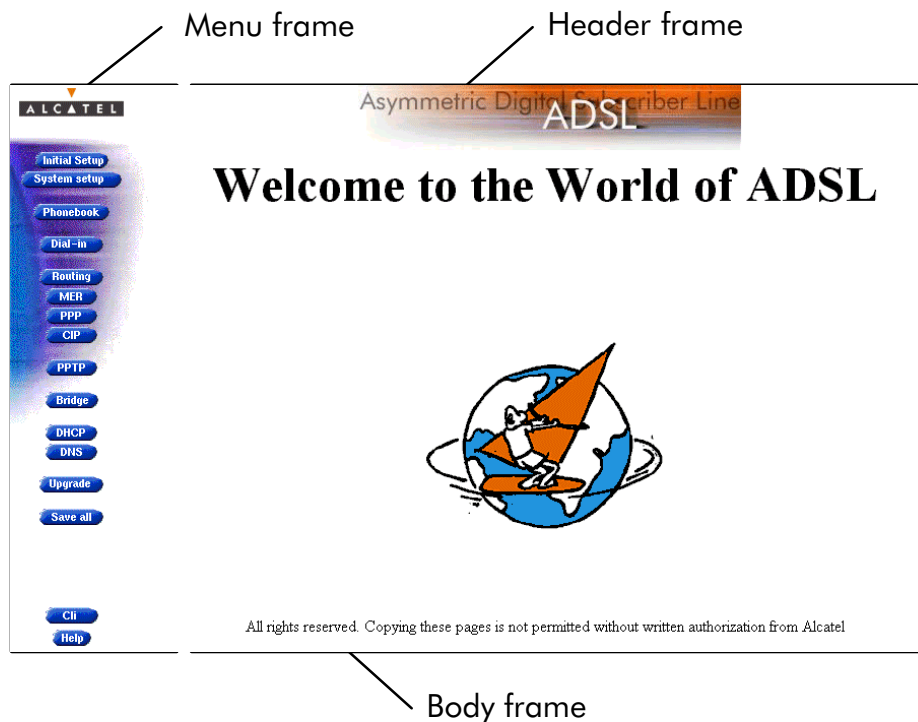 Menu frame
Header frame
ALCATEL
Asymmetric Digital Subscriber Line
ADSL
Initial Setup
System setup
Phonebook
Dial-in
Routing
MER
PPP
CIP
PPTP
Bridge
DHCP
DNS
Upgrade
Save all
Cli
Help
Welcome to the World of ADSL
All rights reserved. Copying these pages is not permitted without written authorization from Alcatel
Body frame